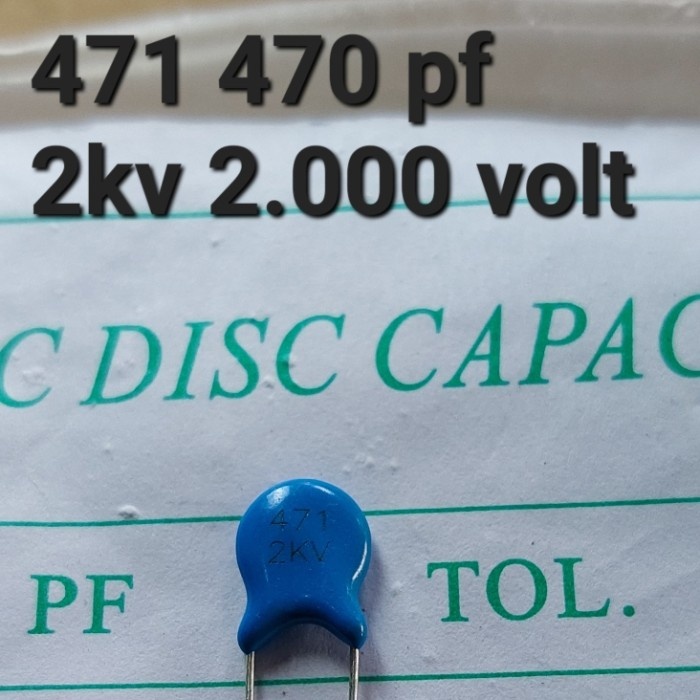 471 470 pf
2kv 2.000 volt
C DISC CAPAC
471
2KV
PF
TOL.